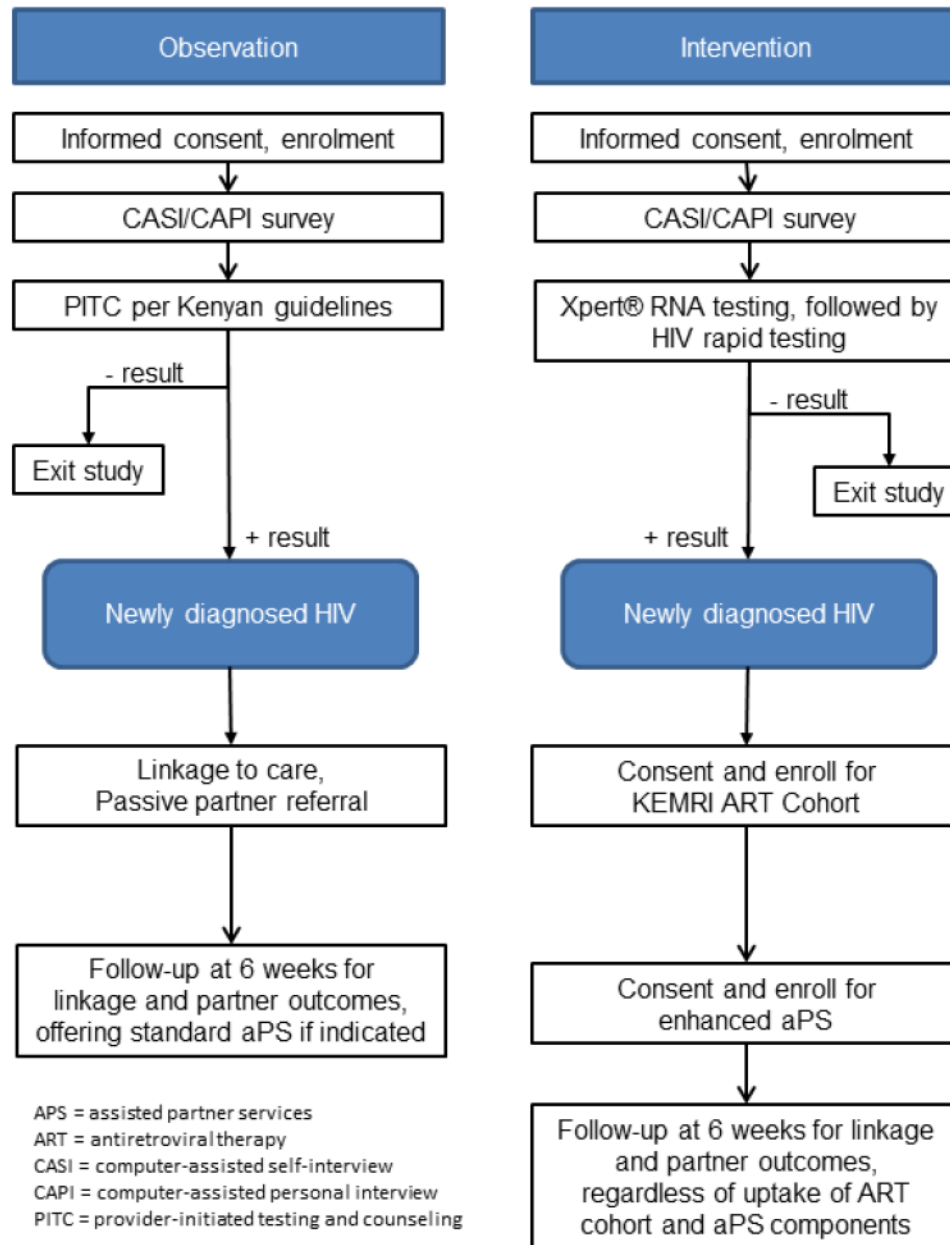 Observation
Informed consent, enrolment
CASI/CAPI survey
PITC per Kenyan guidelines
- result
Exit study
+ result
Newly diagnosed HIV
Linkage to care,
Passive partner referral
Follow-up at 6 weeks for
linkage and partner outcomes,
offering standard aPS if indicated
APS = assisted partner services
ART = antiretroviral therapy
CASI = computer-assisted self-interview
CAPI = computer-assisted personal interview
PITC = provider-initiated testing and counseling
Intervention
Informed consent, enrolment
CASI/CAPI survey
Xpert® RNA testing, followed by
HIV rapid testing
- result
Exit study
+ result
Newly diagnosed HIV
Consent and enroll for
KEMRI ART Cohort
Consent and enroll for
enhanced aPS
Follow-up at 6 weeks for linkage
and partner outcomes,
regardless of uptake of ART
cohort and aPS components